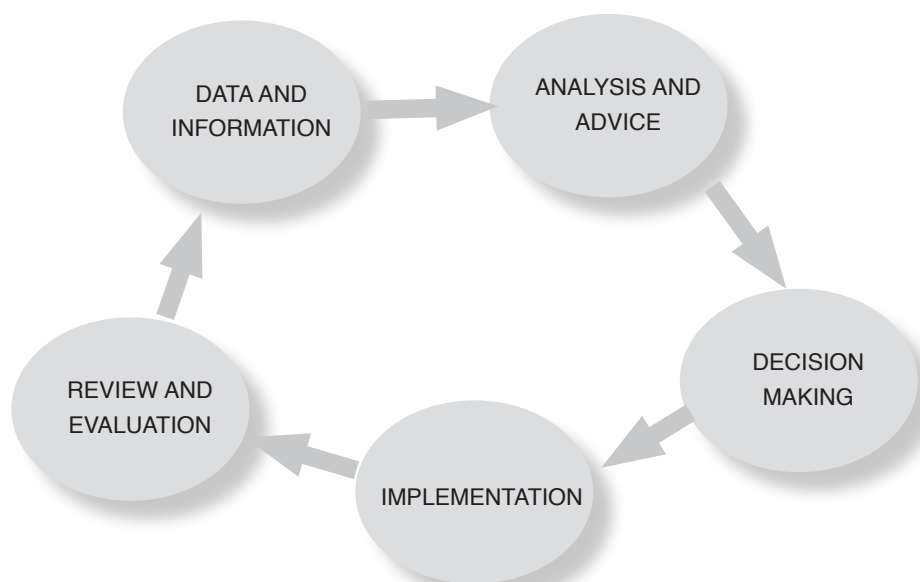 DATA AND
INFORMATION
ANALYSIS AND
ADVICE
DECISION
MAKING
IMPLEMENTATION
REVIEW AND
EVALUATION